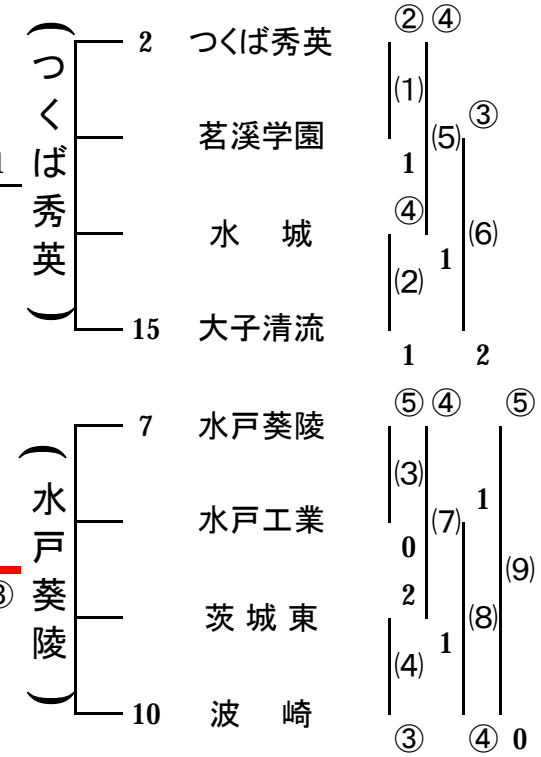 ② ④
2 つくば秀英
(1)
③
茗溪学園
(5)
1
1
(つくば秀英)
④
水 城
(6)
1
(2)
15 大子清流
1 2
⑤ ④ ⑤
7 水戸葵陵
(3)
1
水戸工業
(7)
0
(9)
(水戸葵陵)
2
茨城東
(8)
1
(4)
10 波 崎
③ ④ 0